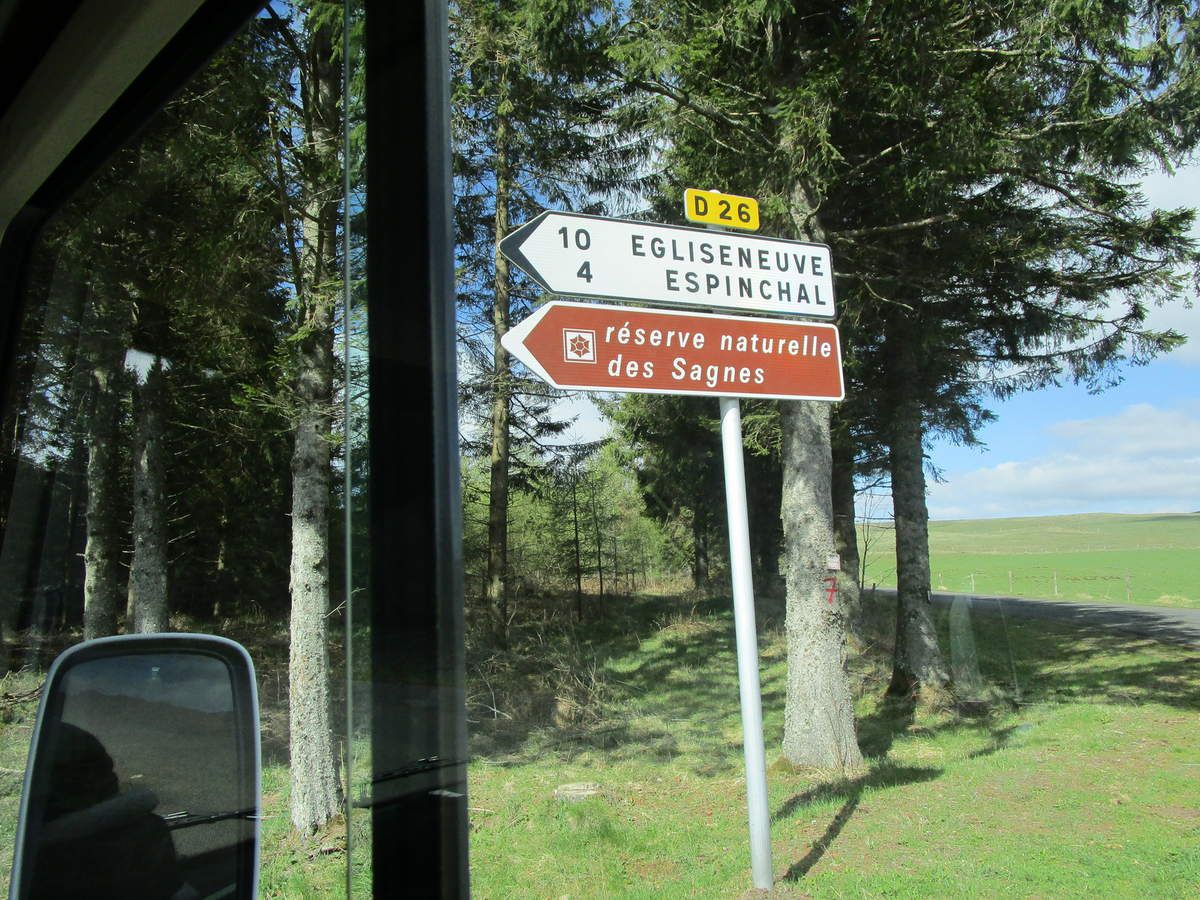 D 26
10 EGLISENEUVE
4 ESPINCHAL
réserve naturelle
des Sagnes
7